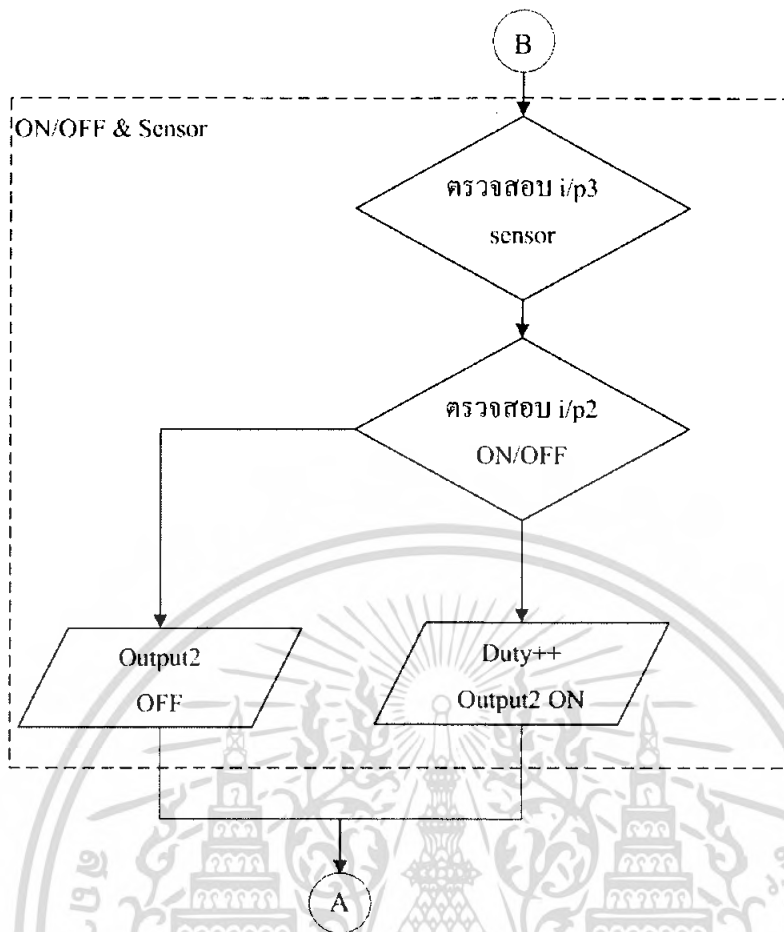 B
ON/OFF & Sensor
ตรวจสอบ i/p3
sensor
ตรวจสอบ i/p2
ON/OFF
Output2
OFF
Duty++
Output2 ON
A